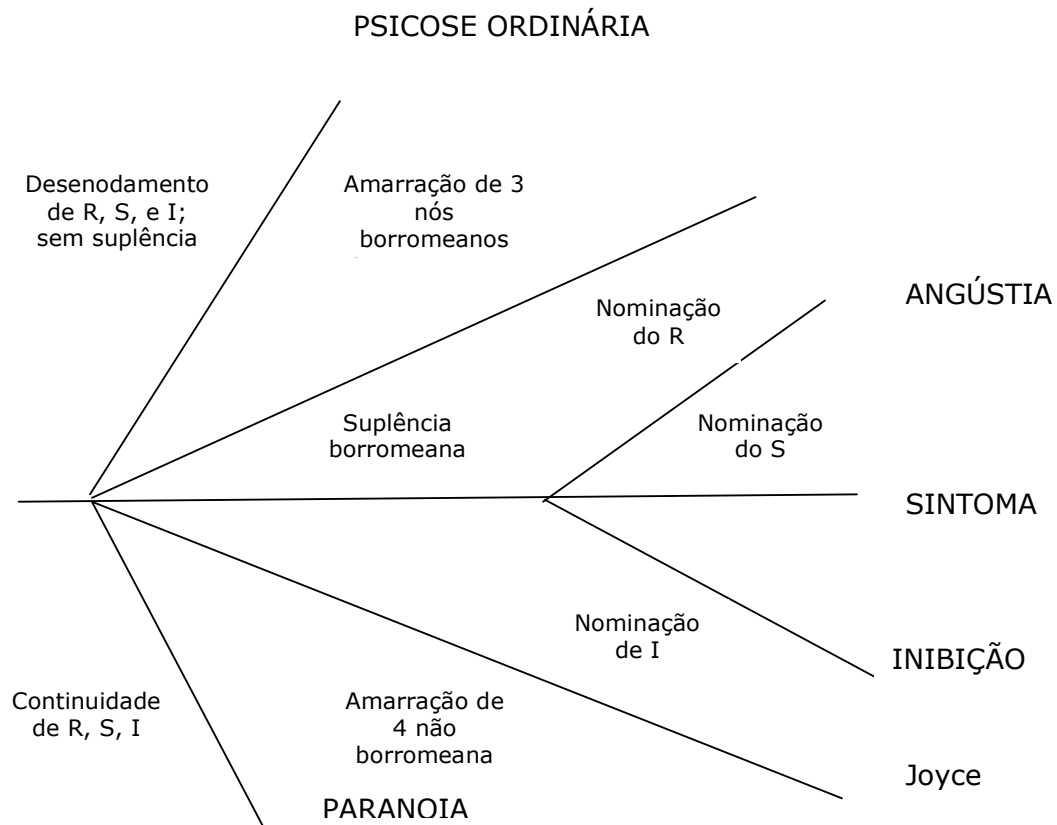 PSICOSE ORDINÁRIA
Desenodamento
de R, S, e I;
sem suplência
Amarração de 3
nós
borromeanos
Nominação
do R
ANGÚSTIA
Suplência
borromeana
Nominação
do S
SINTOMA
Nominação
de I
INIBIÇÃO
Continuidade
de R, S, I
Amarração de
4 não
borromeana
Joyce
PARANOIA